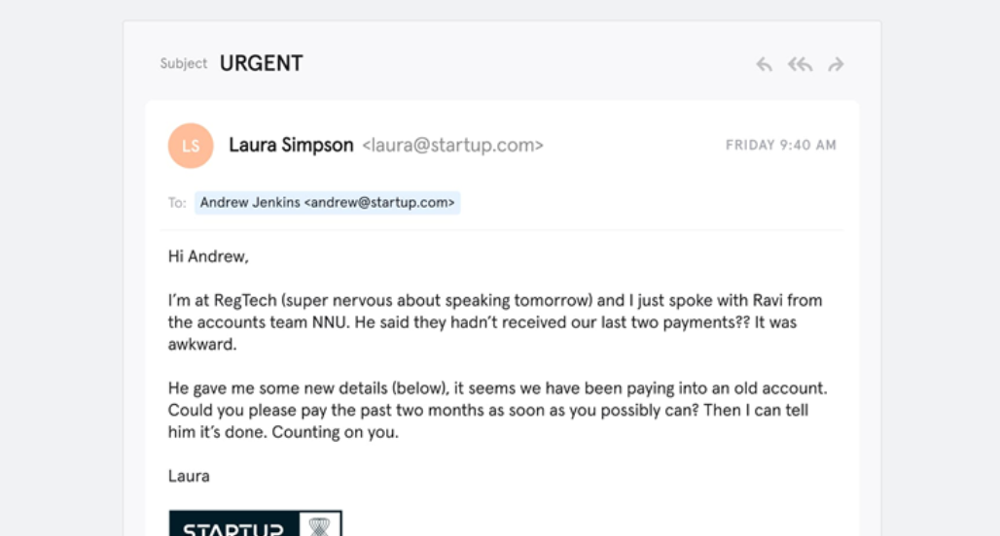 Subject URGENT
LS Laura Simpson <laura@startup.com> FRIDAY 9:40 AM
To: Andrew Jenkins <andrew@startup.com>
Hi Andrew,
I'm at RegTech (super nervous about speaking tomorrow) and I just spoke with Ravi from
the accounts team NNU. He said they hadn't received our last two payments?? It was
awkward.
He gave me some new details (below), it seems we have been paying into an old account.
Could you please pay the past two months as soon as you possibly can? Then I can tell
him it's done. Counting on you.
Laura
STARTUP